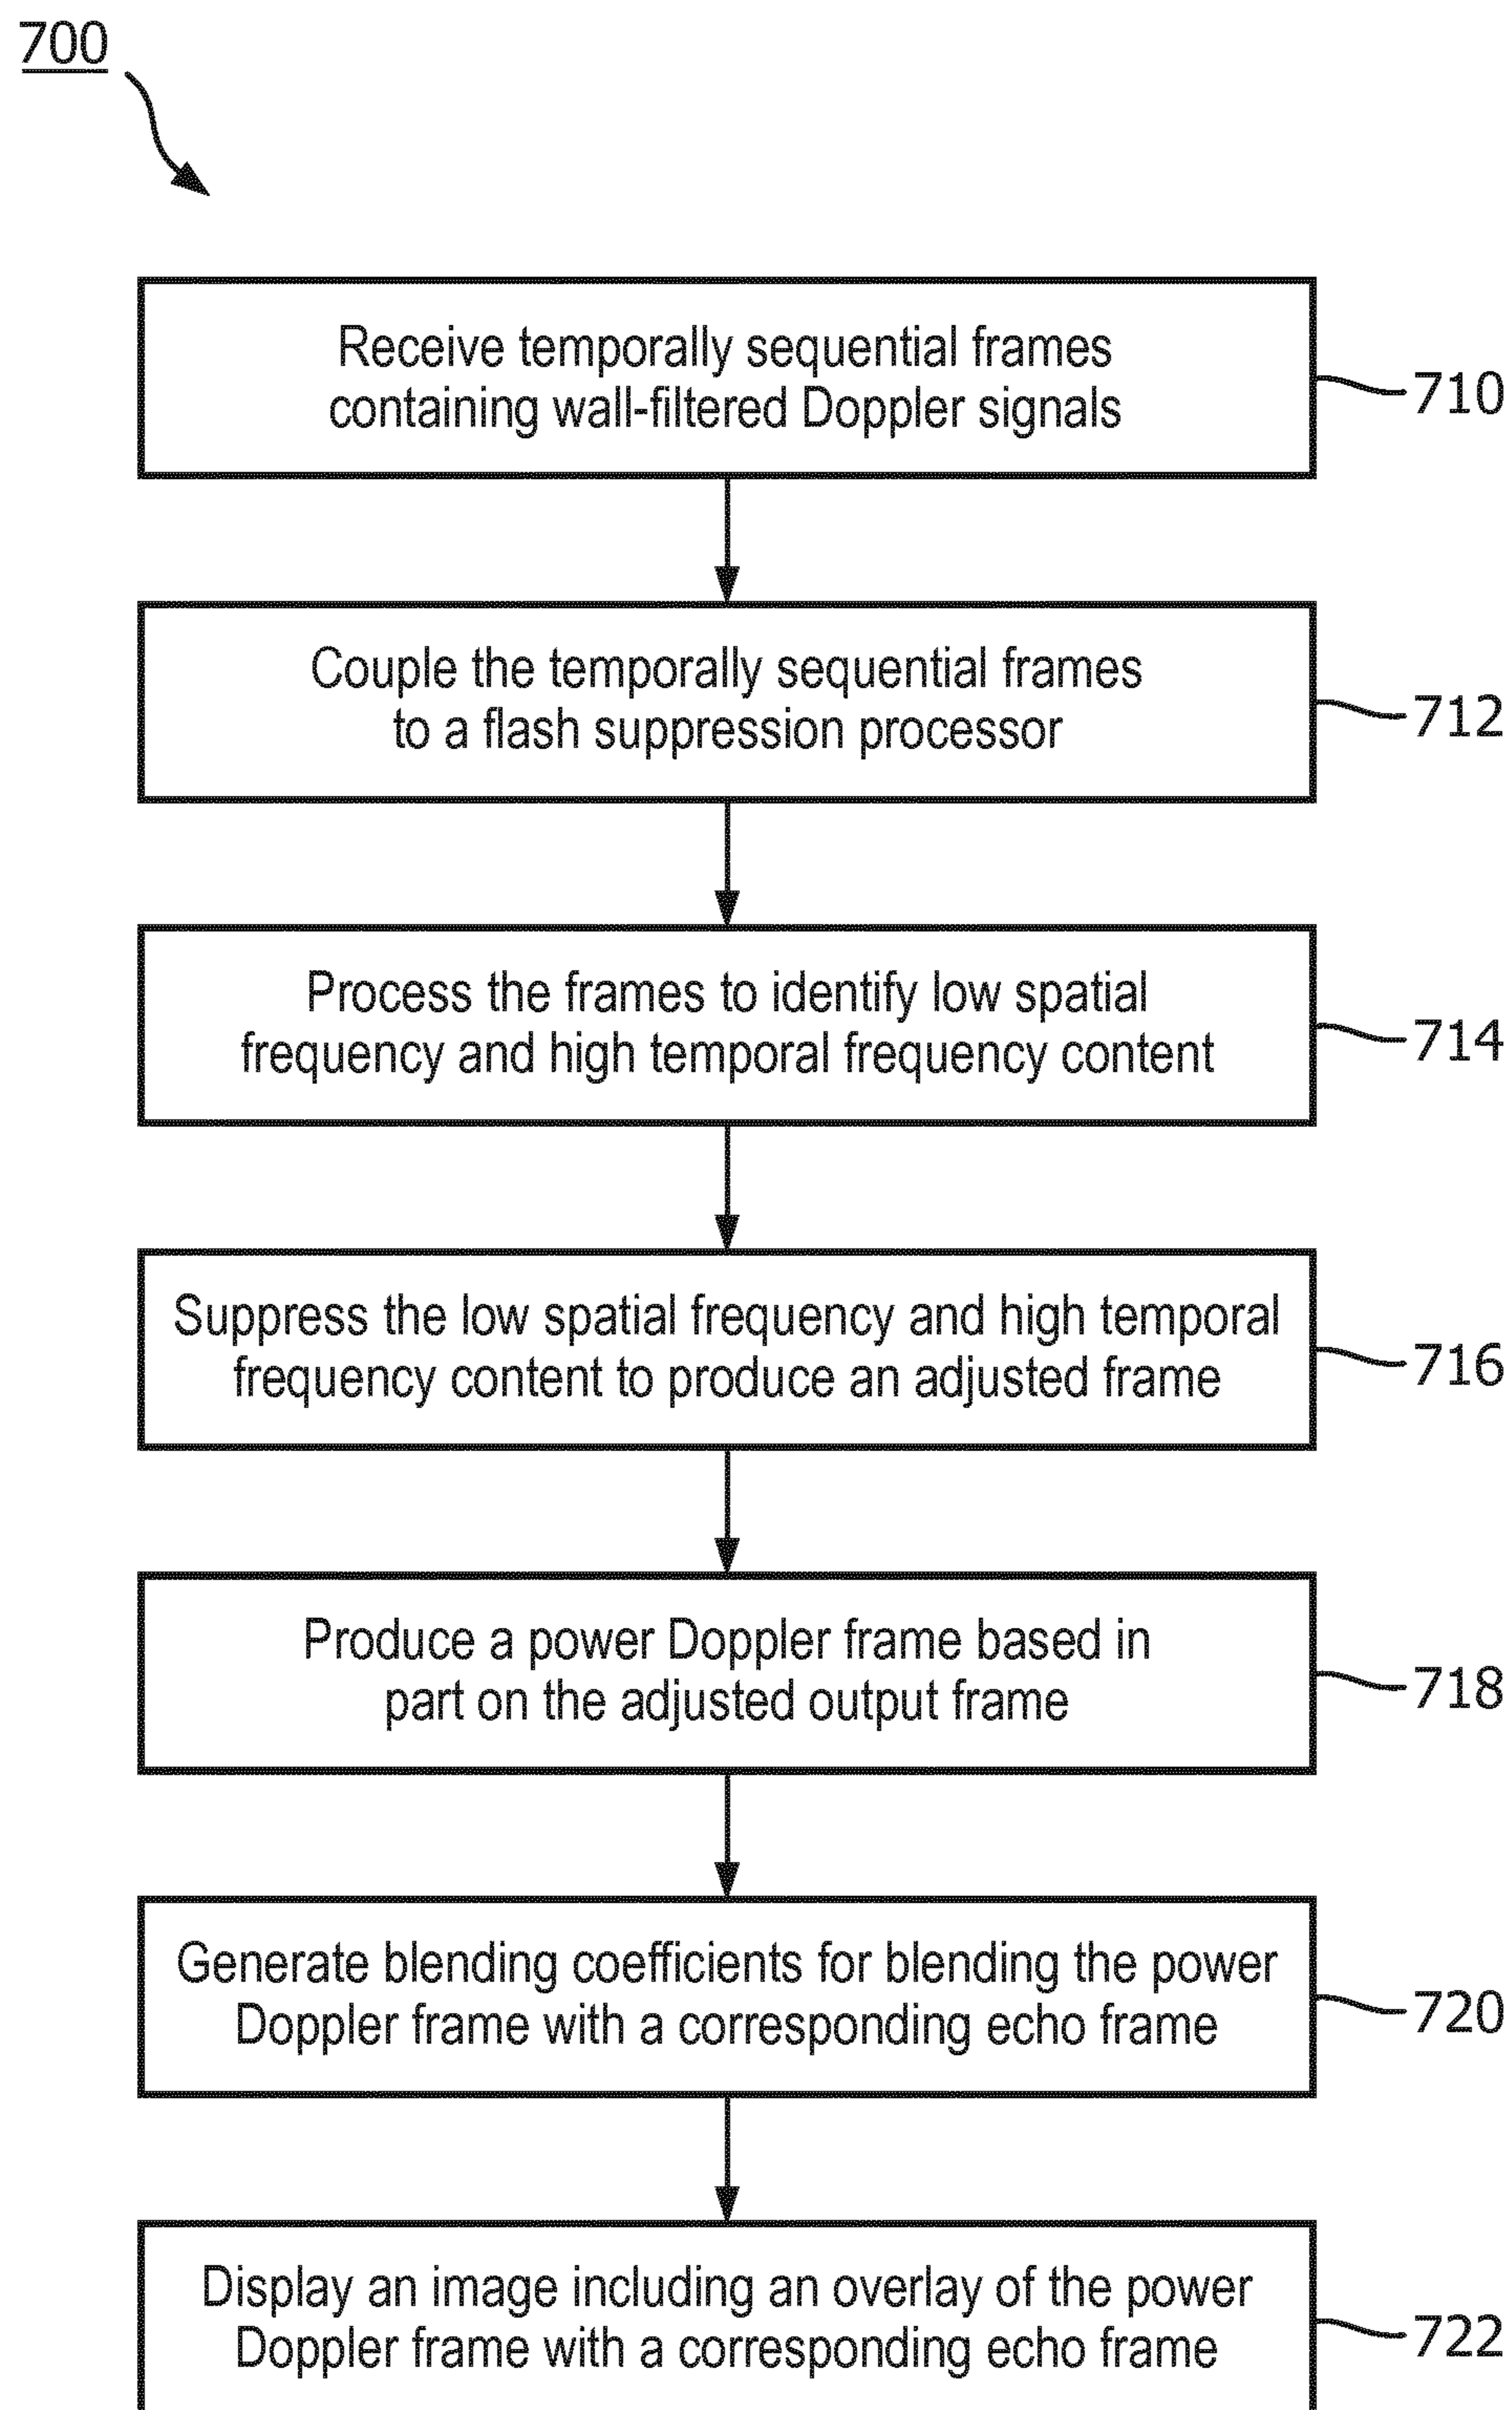 700
Receive temporally sequential frames
containing wall-filtered Doppler signals
710
Couple the temporally sequential frames
to a flash suppression processor
712
Process the frames to identify low spatial
frequency and high temporal frequency content
714
Suppress the low spatial frequency and high temporal
frequency content to produce an adjusted frame
716
Produce a power Doppler frame based in
part on the adjusted output frame
718
Generate blending coefficients for blending the power
Doppler frame with a corresponding echo frame
720
Display an image including an overlay of the power
Doppler frame with a corresponding echo frame
722